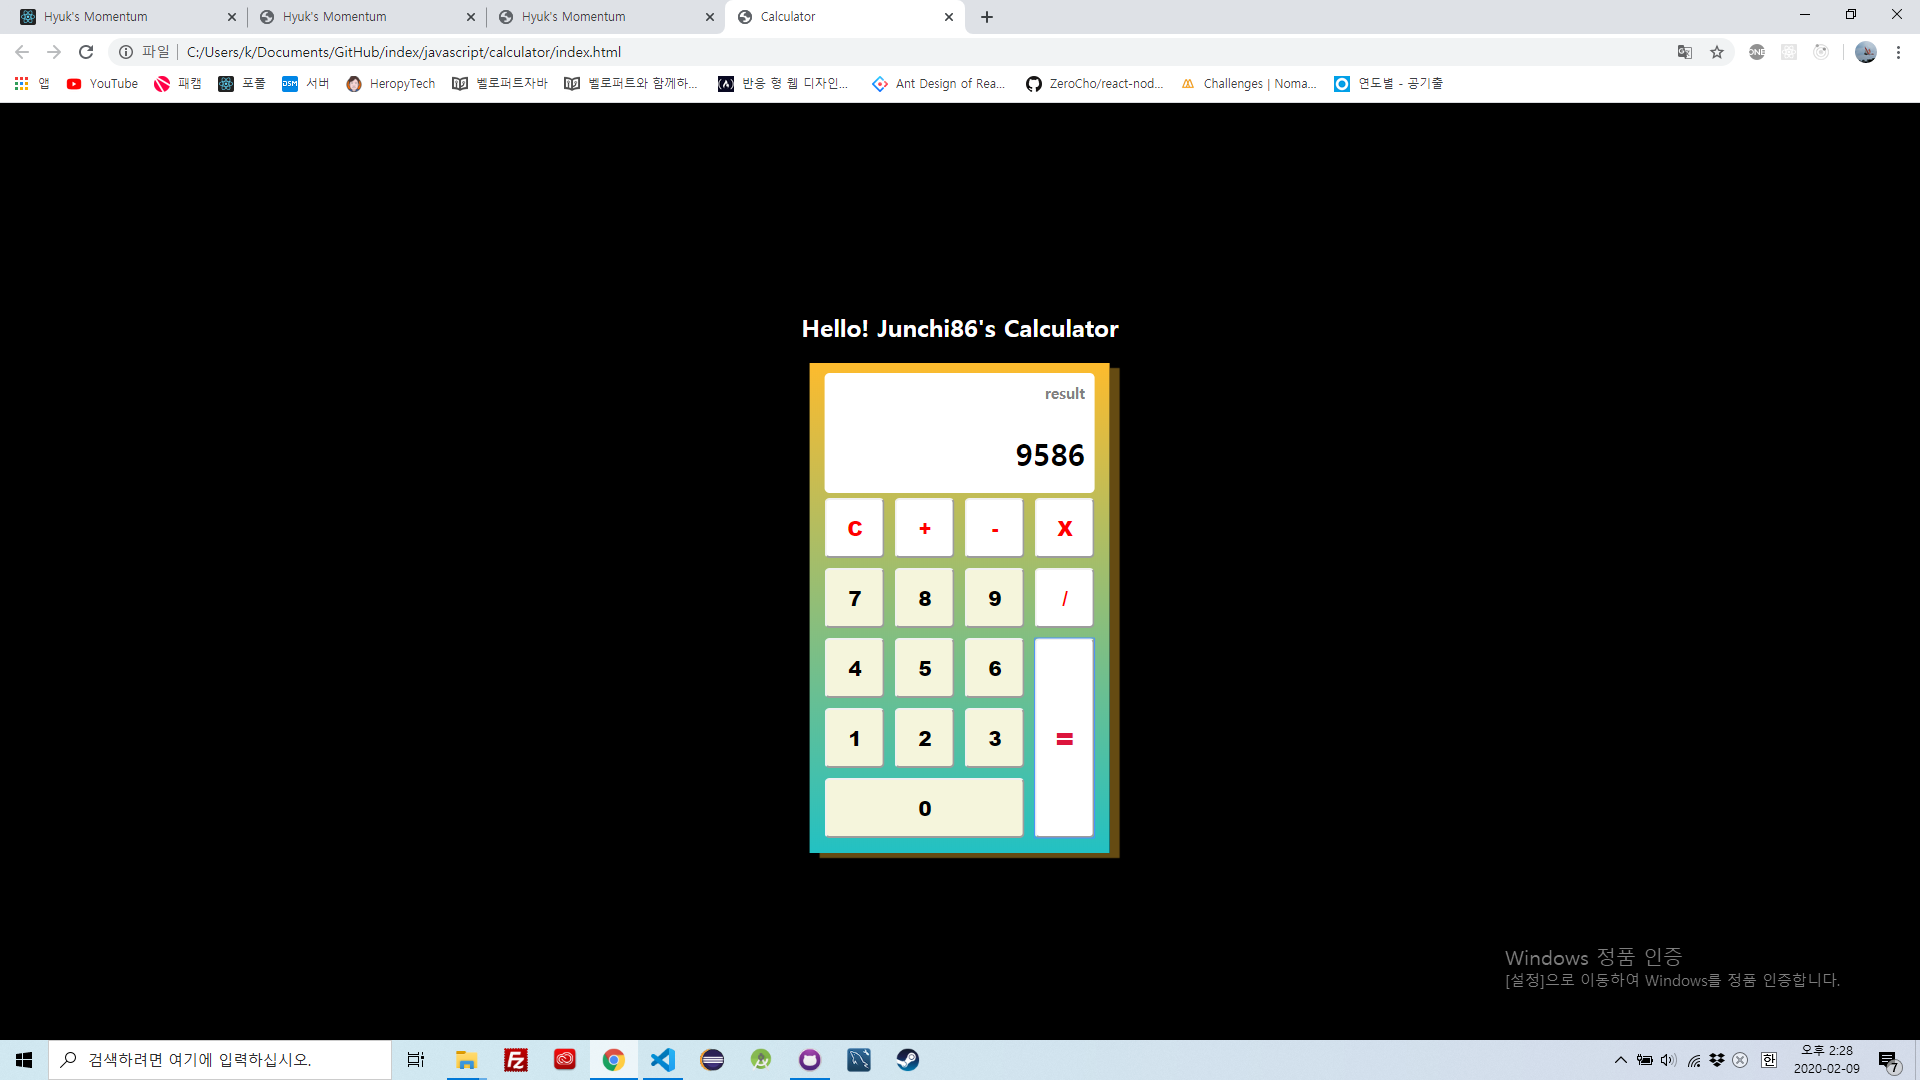 Hyuk's Momentum
Hyuk's Momentum
Hyuk's Momentum
Calculator
파일 C:/Users/k/Documents/GitHub/index/javascript/calculator/index.html
ONE
앱 YouTube 패캠 포폴 서버 HeropyTech 벨로퍼트자바 벨로퍼트와 함께하... 반응 형 웹 디자인... Ant Design of Rea... ZeroCho/react-nod... Challenges | Noma... 연도별 - 공기출
Hello! Junchi86's Calculator
result
9586
C + - X
7 8 9 /
4 5 6
1 2 3 =
0
Windows 정품 인증
[설정]으로 이동하여 Windows를 정품 인증합니다.
검색하려면 여기에 입력하십시오.
한
오후 2:28
2020-02-09
7